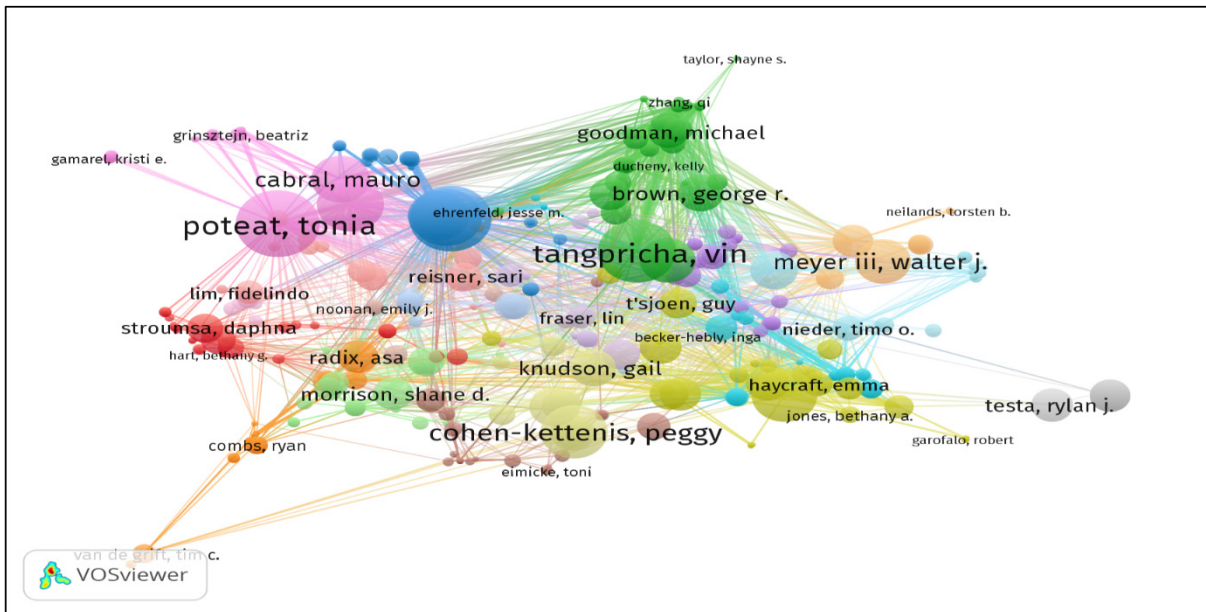 taylor, shayne s.
zhang, qi
grinsztejn, beatriz
goodman, michael
gamarel, kristi e.
ducheny, kelly
cabral, mauro
brown, george r.
ehrenfeld, jesse m.
neilands, torsten b.
poteat, tonia
tangpricha, vin
meyer iii, walter j.
reisner, sari
lim, fidelindo
t'sjoen, guy
noonan, emily j.
fraser, lin
stroumsa, daphna
nieder, timo o.
becker-hebly, inga
hart, bethany g.
radix, asa
knudson, gail
haycraft, emma
morrison, shane d.
testa, rylan j.
jones, bethany a.
cohen-kettenis, peggy
garofalo, robert
combs, ryan
eimicke, toni
van de grift, tim c.
VOSviewer